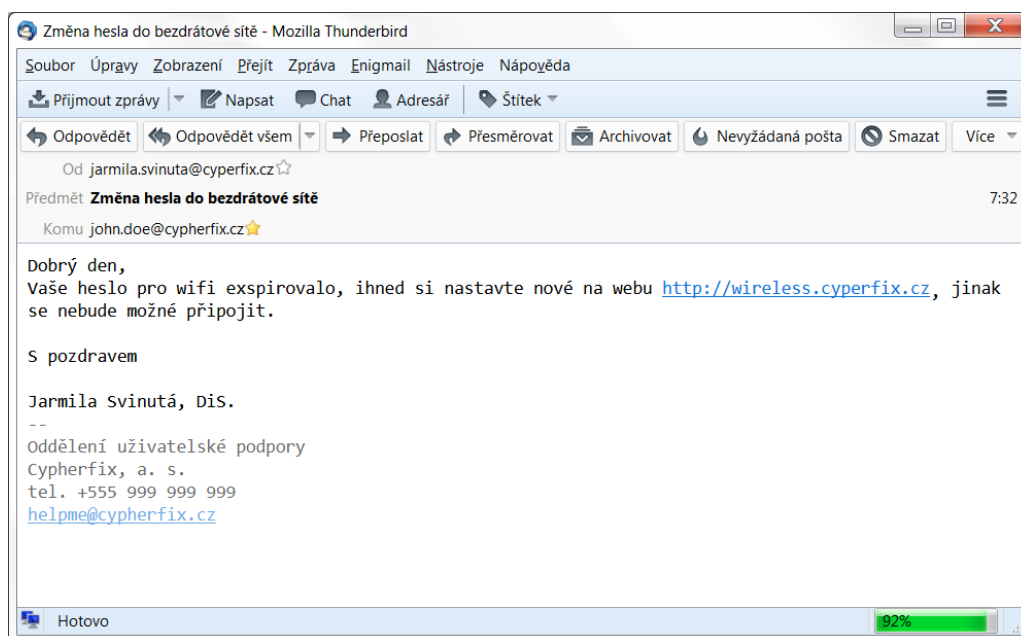 Změna hesla do bezdrátové sítě - Mozilla Thunderbird
Soubor Úpravy Zobrazení Přejít Zpráva Enigmail Nástroje Nápověda
Přijmout zprávy Napsat Chat Adresář Štítek
Odpovědět Odpovědět všem Přeposlat Přesměrovat Archivovat Nevyžádaná pošta Smazat Více
Od jarmila.svinuta@cyperfix.cz
Předmět Změna hesla do bezdrátové sítě 7:32
Komu john.doe@cypherfix.cz
Dobrý den,
Vaše heslo pro wifi exspirovalo, ihned si nastavte nové na webu http://wireless.cyperfix.cz, jinak
se nebude možné připojit.
S pozdravem
Jarmila Svinutá, DiS.
--
Oddělení uživatelské podpory
Cypherfix, a. s.
tel. +555 999 999 999
helpme@cypherfix.cz
Hotovo 92%